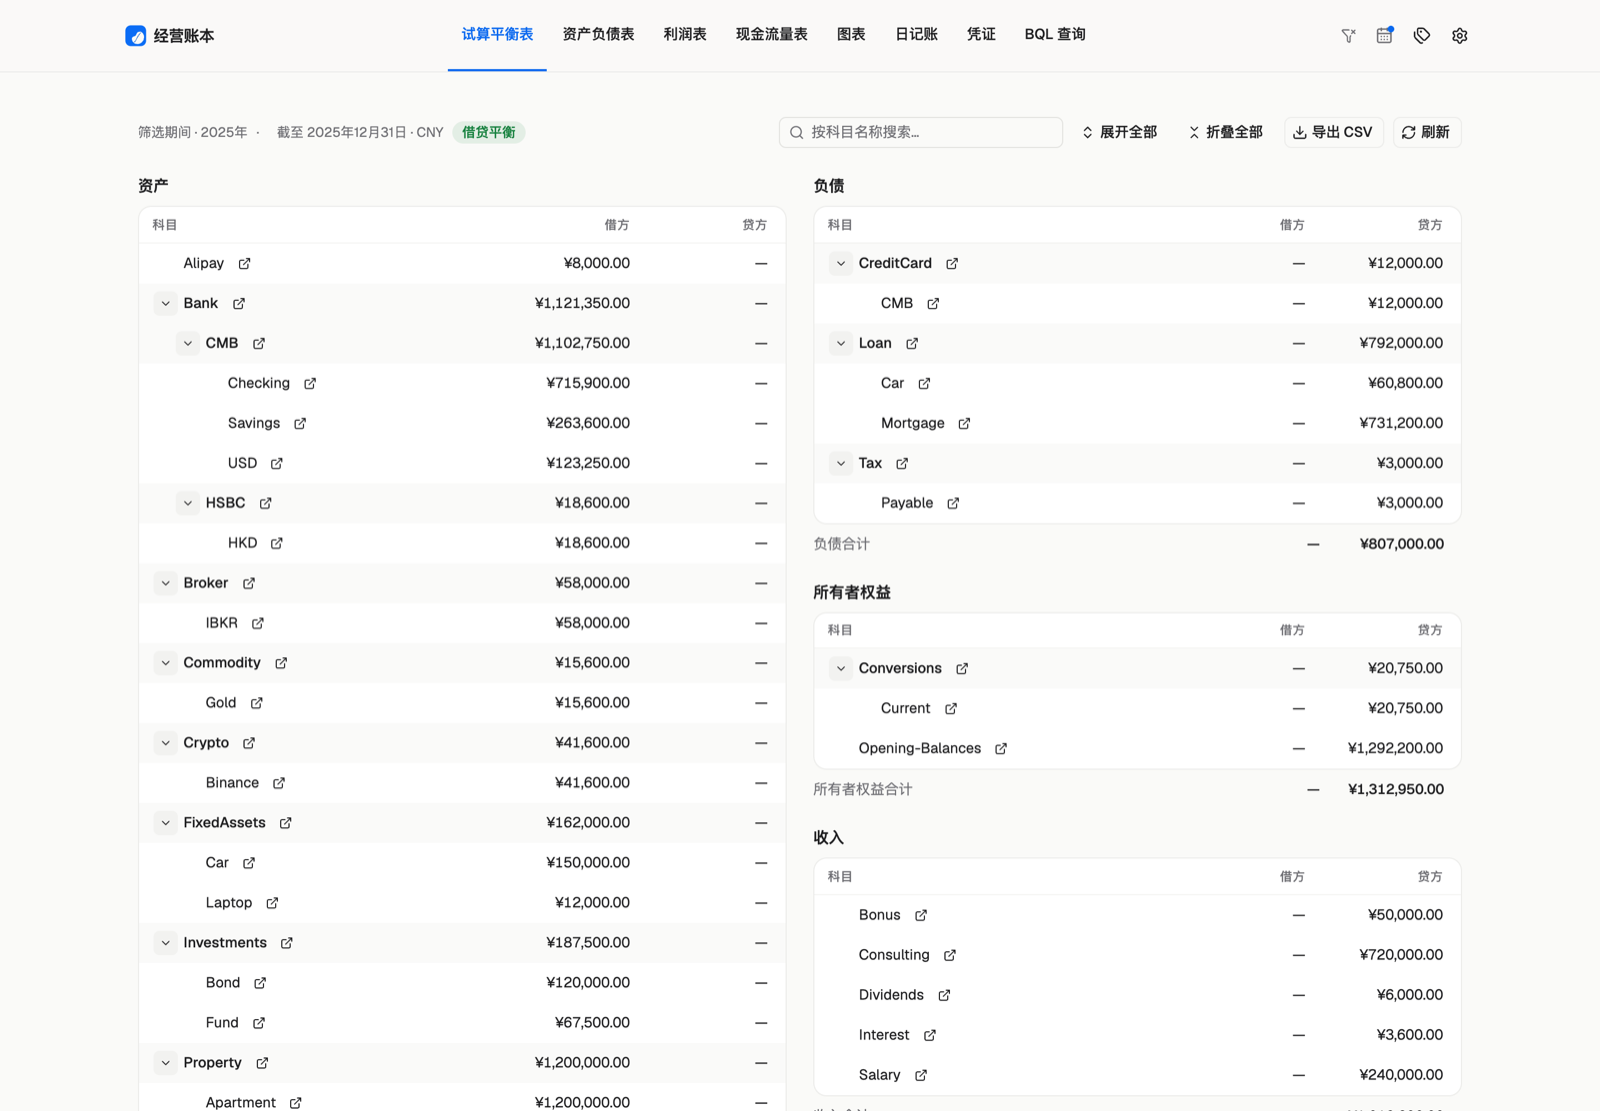 经营账本
试算平衡表 资产负债表 利润表 现金流量表 图表 日记账 凭证 BQL 查询
筛选期间 · 2025年 · 截至 2025年12月31日 · CNY 借贷平衡
按科目名称搜索...
展开全部 折叠全部 导出 CSV 刷新
资产
科目 借方 贷方
Alipay ¥8,000.00 —
Bank ¥1,121,350.00 —
CMB ¥1,102,750.00 —
Checking ¥715,900.00 —
Savings ¥263,600.00 —
USD ¥123,250.00 —
HSBC ¥18,600.00 —
HKD ¥18,600.00 —
Broker ¥58,000.00 —
IBKR ¥58,000.00 —
Commodity ¥15,600.00 —
Gold ¥15,600.00 —
Crypto ¥41,600.00 —
Binance ¥41,600.00 —
FixedAssets ¥162,000.00 —
Car ¥150,000.00 —
Laptop ¥12,000.00 —
Investments ¥187,500.00 —
Bond ¥120,000.00 —
Fund ¥67,500.00 —
Property ¥1,200,000.00 —
Apartment ¥1,200,000.00 —
负债
科目 借方 贷方
CreditCard — ¥12,000.00
CMB — ¥12,000.00
Loan — ¥792,000.00
Car — ¥60,800.00
Mortgage — ¥731,200.00
Tax — ¥3,000.00
Payable — ¥3,000.00
负债合计 — ¥807,000.00
所有者权益
科目 借方 贷方
Conversions — ¥20,750.00
Current — ¥20,750.00
Opening-Balances — ¥1,292,200.00
所有者权益合计 — ¥1,312,950.00
收入
科目 借方 贷方
Bonus — ¥50,000.00
Consulting — ¥720,000.00
Dividends — ¥6,000.00
Interest — ¥3,600.00
Salary — ¥240,000.00